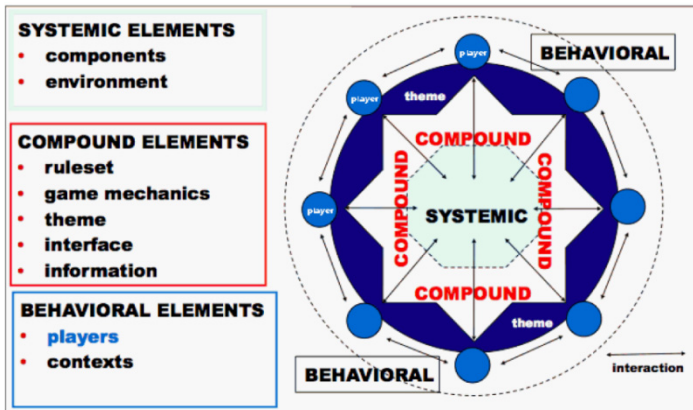 SYSTEMIC ELEMENTS
• components
• environment
COMPOUND ELEMENTS
• ruleset
• game mechanics
• theme
• interface
• information
BEHAVIORAL ELEMENTS
• players
• contexts
player
BEHAVIORAL
player
theme
COMPOUND
COMPOUND
COMPOUND
player
SYSTEMIC
COMPOUND
theme
BEHAVIORAL
interaction